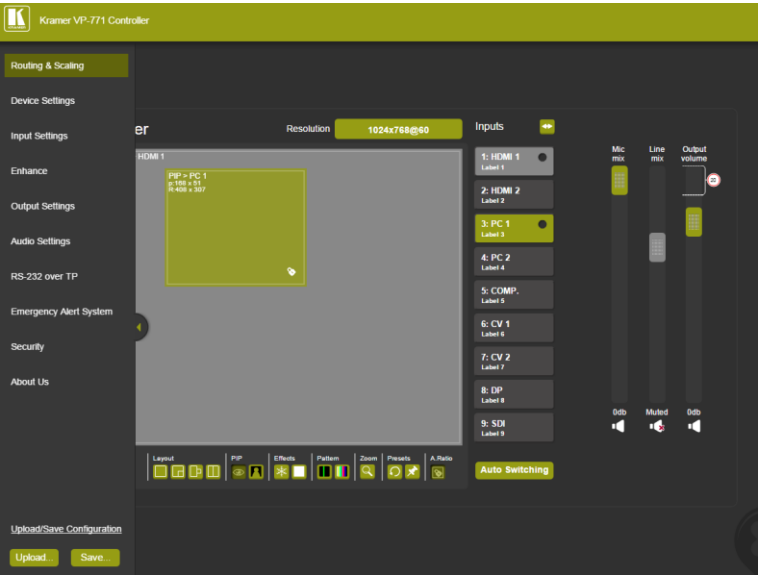 Kramer VP-771 Controller
Routing & Scaling
Device Settings
Input Settings
Enhance
Output Settings
Audio Settings
RS-232 over TP
Emergency Alert System
Security
About Us
Upload/Save Configuration
Upload...
Save...
er
Resolution
1024x768@60
HDMI 1
PIP > PC 1
p:168 x 51
R:408 x 307
Layout
PIP
Effects
Pattern
Zoom
Presets
A.Ratio
Inputs
1: HDMI 1
Label 1
2: HDMI 2
Label 2
3: PC 1
Label 3
4: PC 2
Label 4
5: COMP.
Label 5
6: CV 1
Label 6
7: CV 2
Label 7
8: DP
Label 8
9: SDI
Label 9
Auto Switching
Mic
mix
Line
mix
Output
volume
0db
Muted
0db